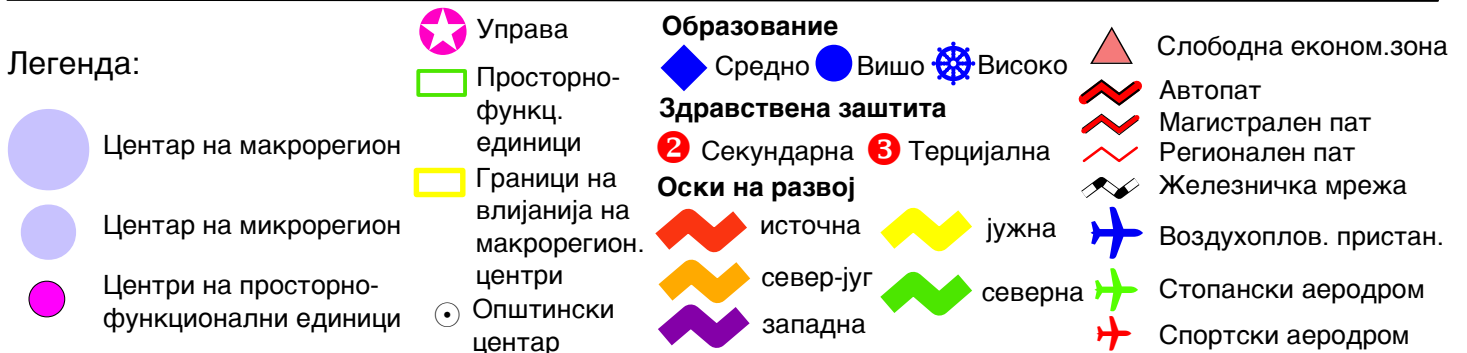 Легенда:
Центар на макрорегион
Центар на микрорегион
Центри на просторно-
функционални единици
Управа
Просторно-
функц.
единици
Граници на
влијанија на
макрорегион.
центри
Општински
центар
Образование
Средно Вишо Високо
Здравствена заштита
2 Секундарна 3 Терцијална
Оски на развој
источна јужна
север-југ северна
западна
Слободна економ.зона
Автопат
Магистрален пат
Регионален пат
Железничка мрежа
Воздухоплов. пристан.
Стопански аеродром
Спортски аеродром